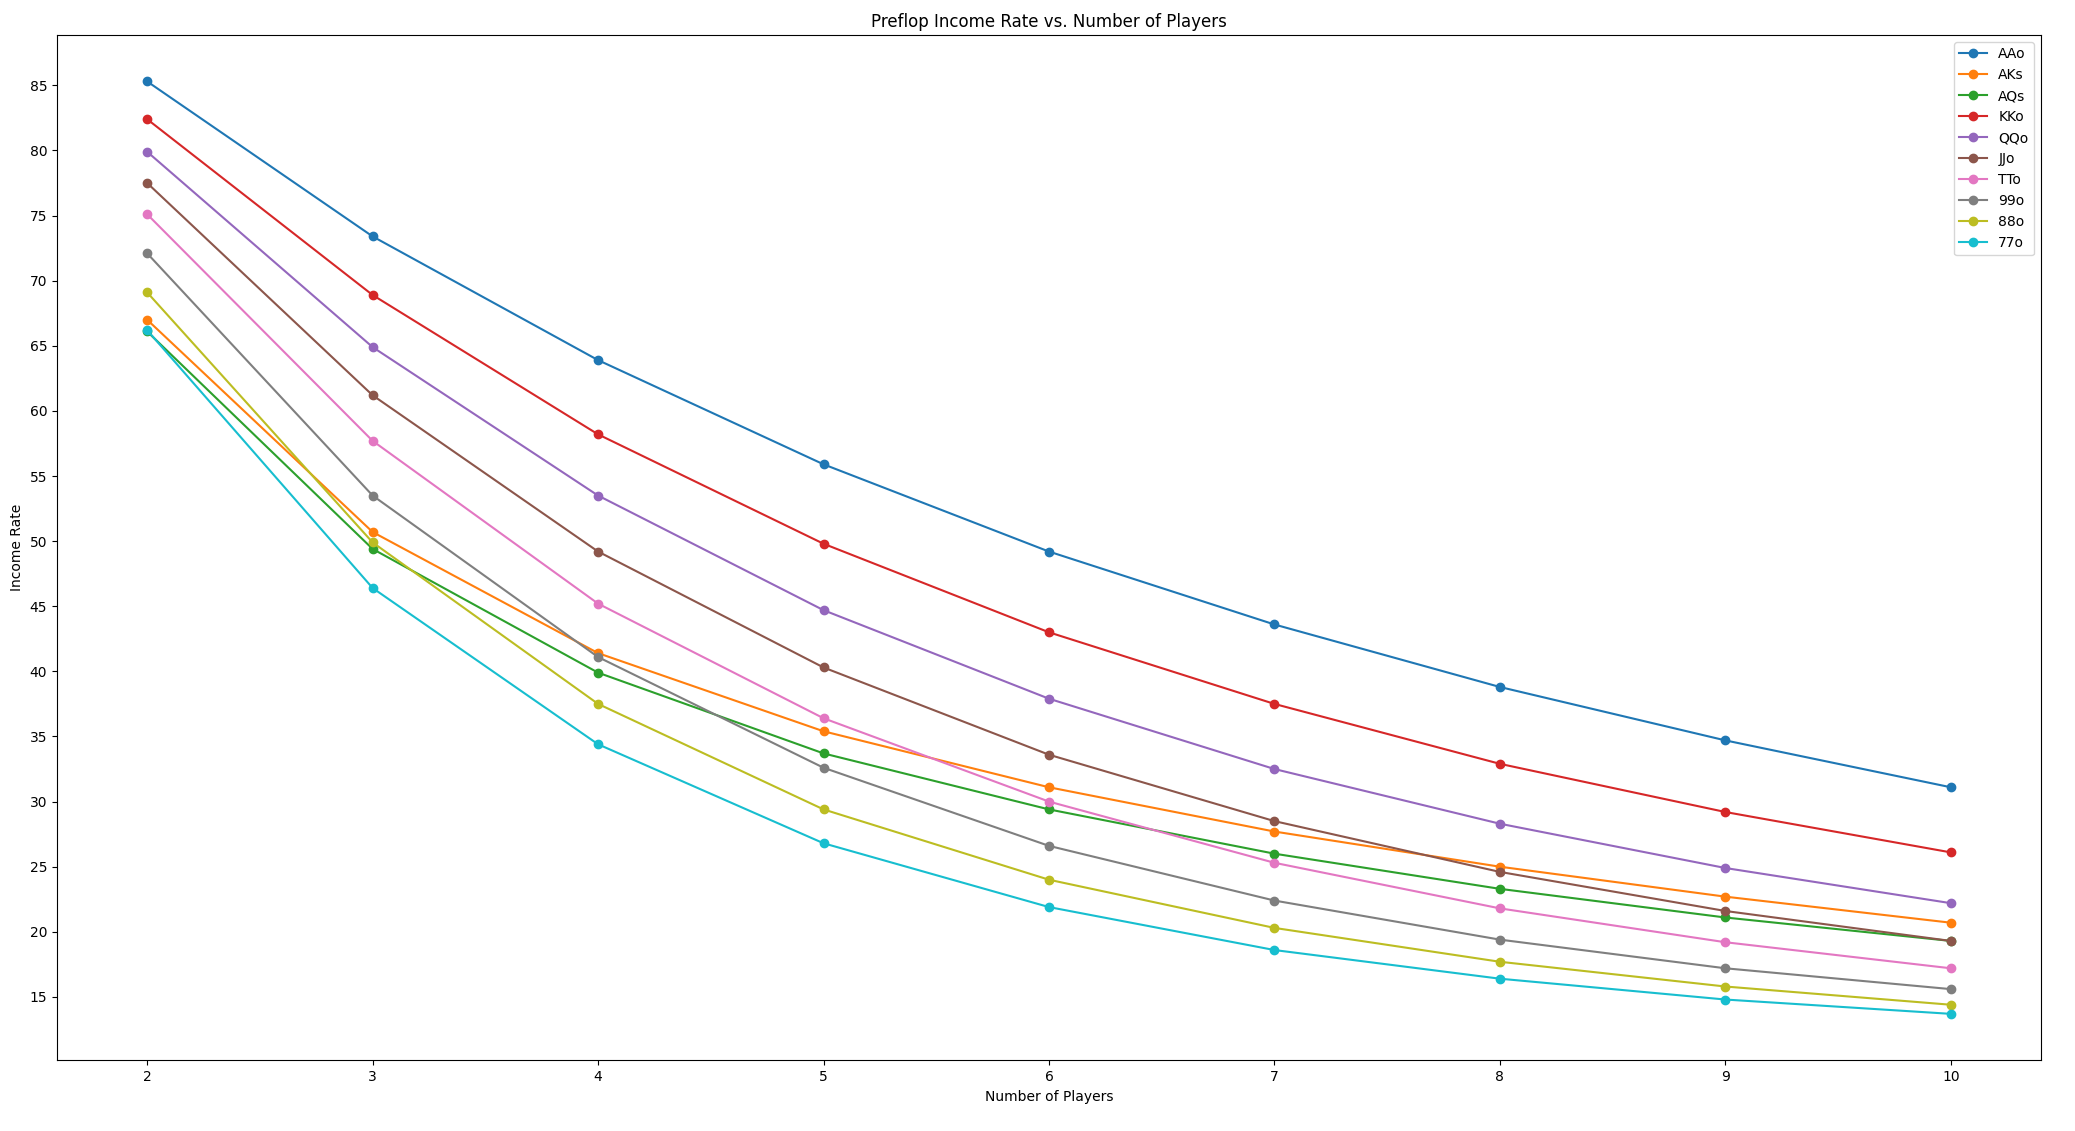 Preflop Income Rate vs. Number of Players
AAo
AKs
AQs
KKo
QQo
JJo
TTo
99o
88o
77o
85
80
75
70
65
60
55
50
45
40
35
30
25
20
15
Income Rate
2 3 4 5 6 7 8 9 10
Number of Players